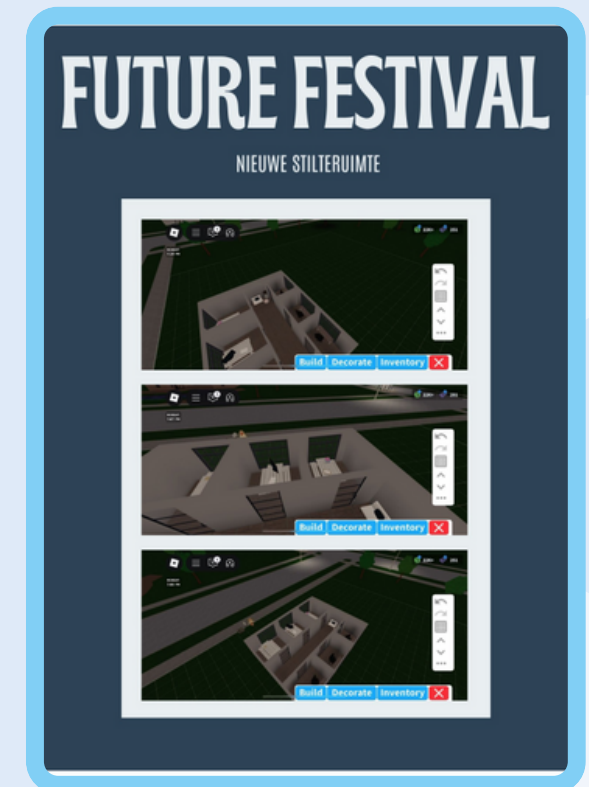 FUTURE FESTIVAL
NIEUWE STILTERUIMTE
Build Decorate Inventory
Build Decorate Inventory
Build Decorate Inventory